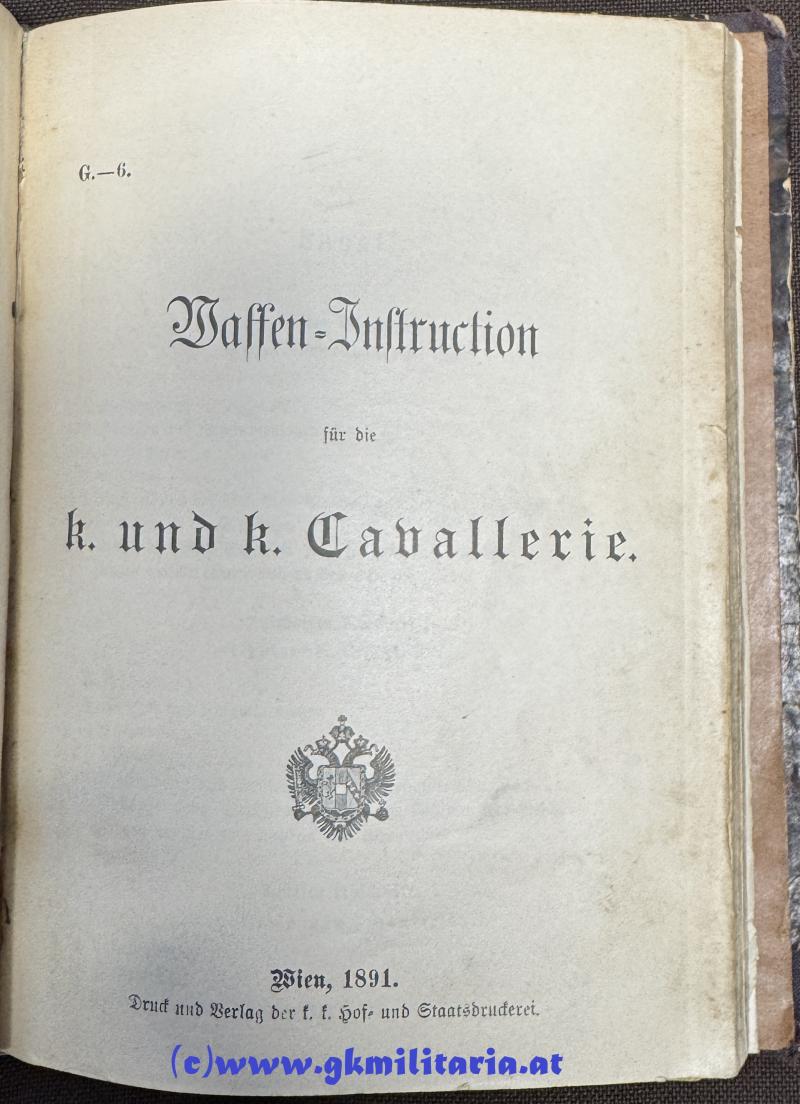 G.—6.
Waffen-Instruction
für die
k. und k. Cavallerie.
Wien, 1891.
Druck und Verlag der k. k. Hof- und Staatsdruckerei.
(c)www.gkmilitaria.at